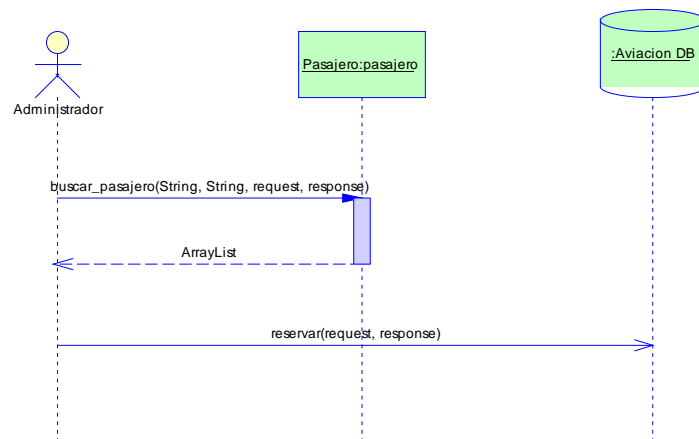 Pasajero:pasajero
:Aviacion DB
Administrador
buscar_pasajero(String, String, request, response)
ArrayList
reservar(request, response)